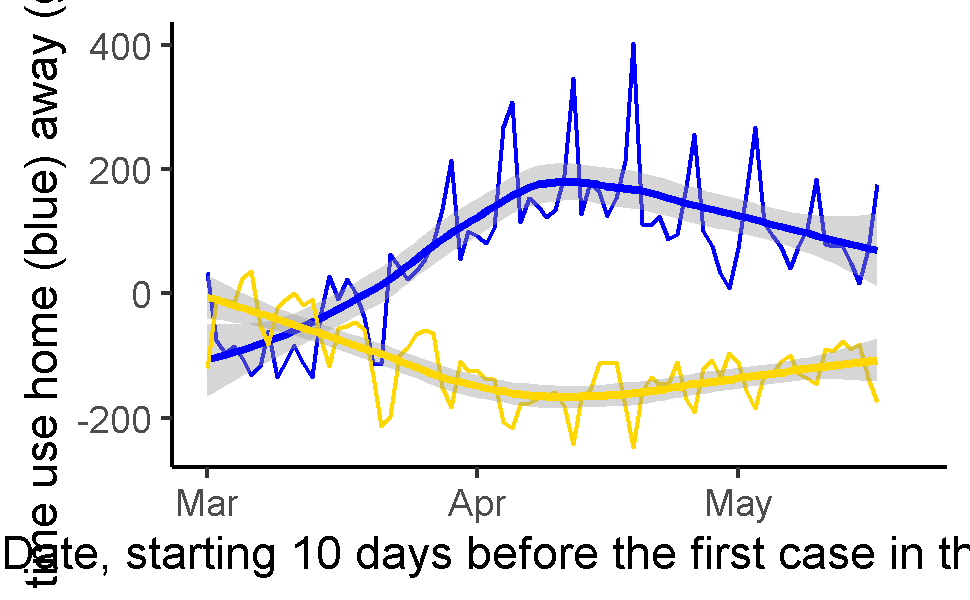 time use home (blue) away (
400
200
0
-200
Mar Apr May
Date, starting 10 days before the first case in th